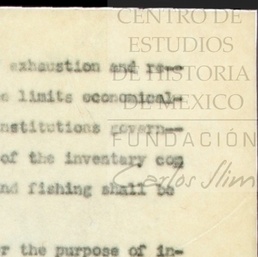 CENTRO DE
ESTUDIOS
DE HISTORIA
DE MEXICO
FUNDACIÓN
Carlos Slim
exhaustion and re--
limits economical-
nstitutions govern--
of the inventory con
nd fishing shall be
the purpose of in-